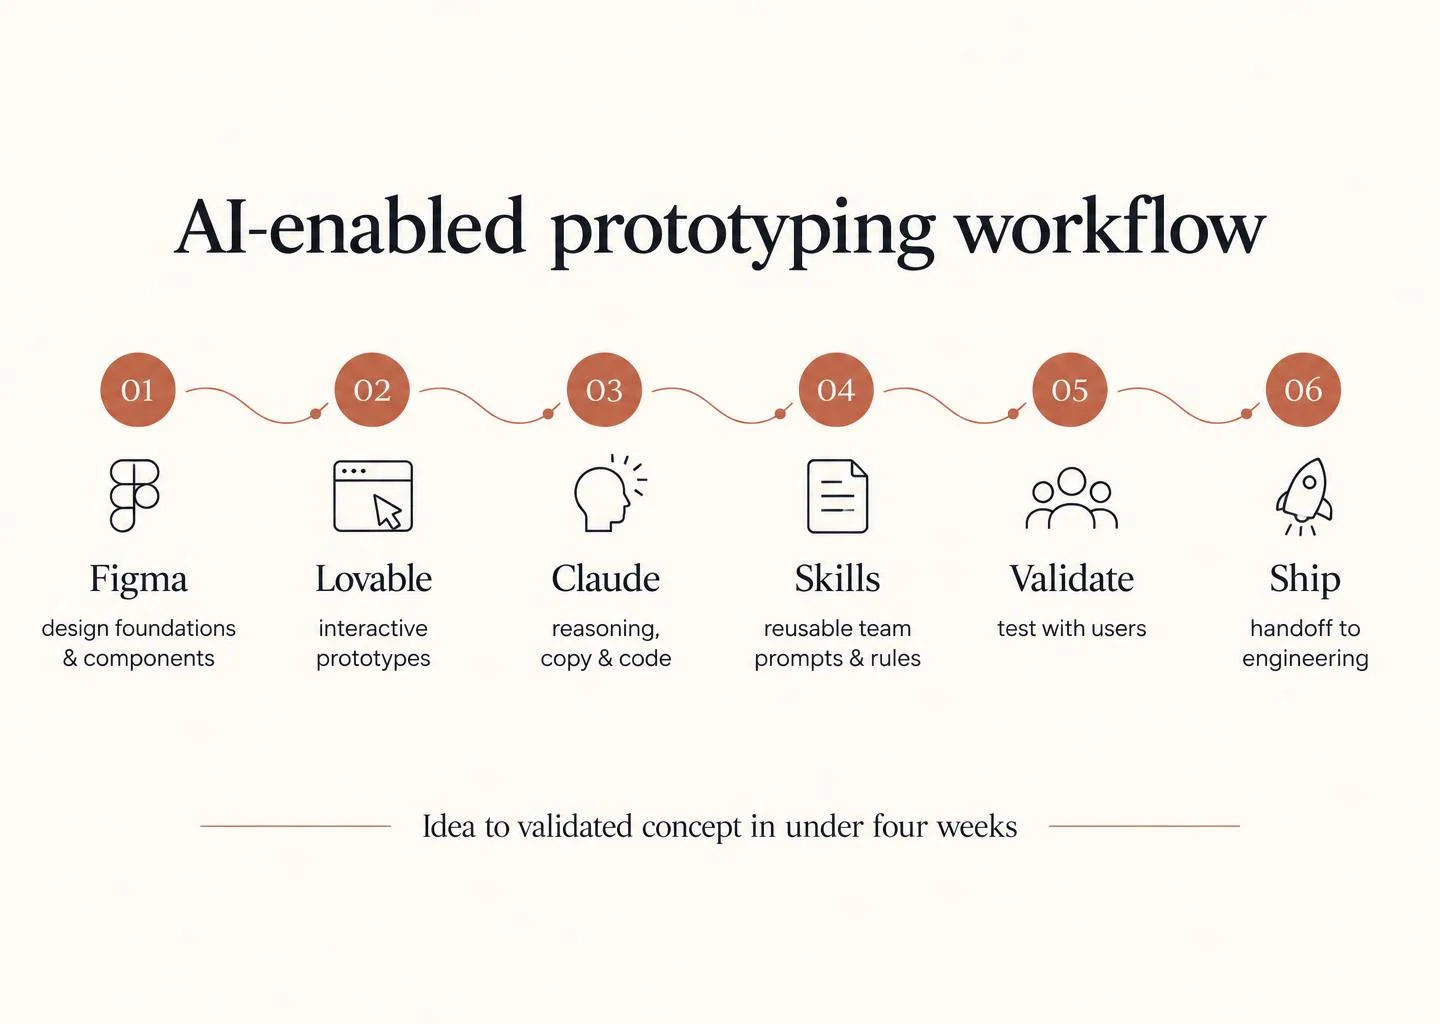 AI-enabled prototyping workflow
01
02
03
04
05
06
Figma
design foundations
& components
Lovable
interactive
prototypes
Claude
reasoning,
copy & code
Skills
reusable team
prompts & rules
Validate
test with users
Ship
handoff to
engineering
Idea to validated concept in under four weeks